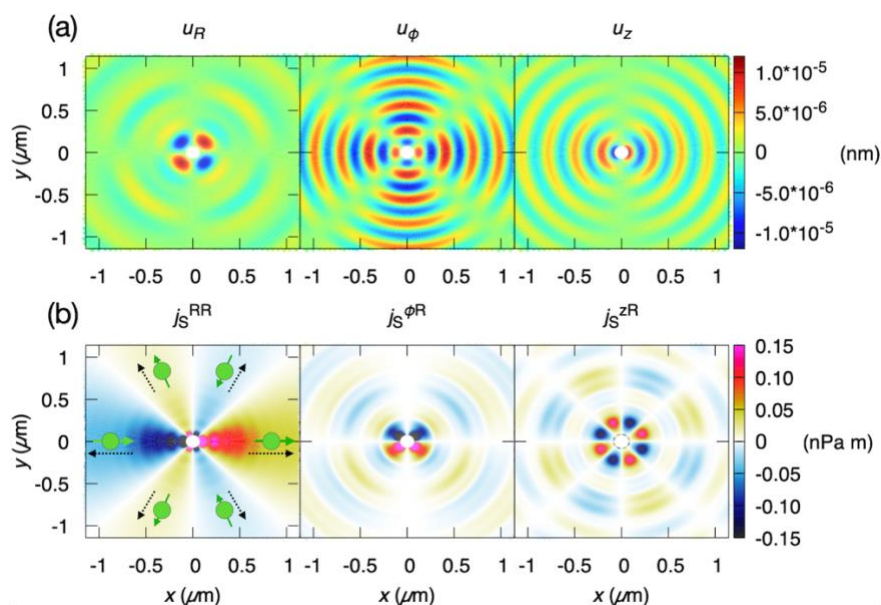 (a)
u_R u_ϕ u_z
y (μm)
1
0.5
0
-0.5
-1
-1 -0.5 0 0.5 1 -1 -0.5 0 0.5 1 -1 -0.5 0 0.5 1
1.0*10^-5
5.0*10^-6
0
-5.0*10^-6
-1.0*10^-5
(nm)
(b)
j_S^RR j_S^ϕR j_S^zR
y (μm)
1
0.5
0
-0.5
-1
-1 -0.5 0 0.5 1 -1 -0.5 0 0.5 1 -1 -0.5 0 0.5 1
x (μm) x (μm) x (μm)
0.15
0.10
0.05
0
-0.05
-0.10
-0.15
(nPa m)